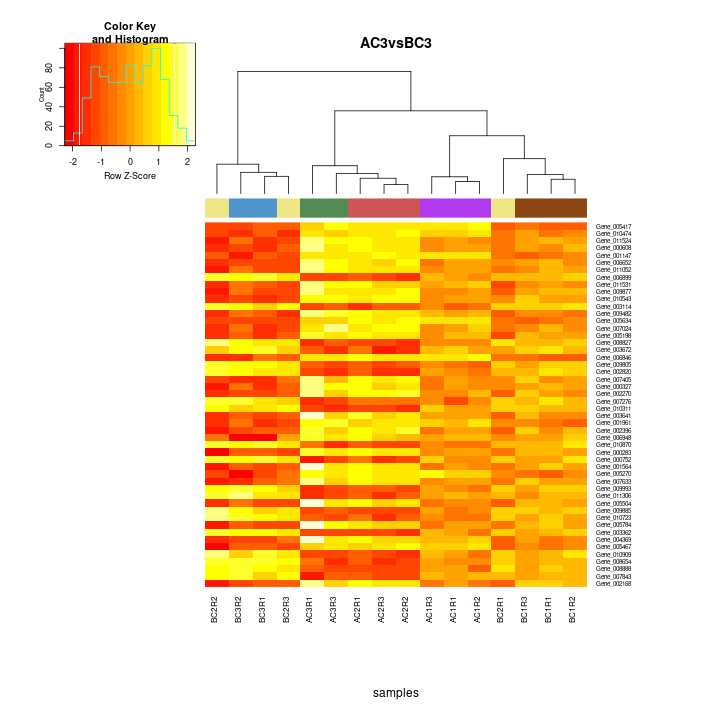 Color Key
and Histogram
Count
0 20 40 60 80
-2 -1 0 1 2
Row Z-Score
AC3vsBC3
Gene_005417
Gene_010474
Gene_011524
Gene_000608
Gene_001147
Gene_006652
Gene_011052
Gene_006899
Gene_011531
Gene_009877
Gene_010543
Gene_003114
Gene_009482
Gene_005634
Gene_007024
Gene_005198
Gene_008827
Gene_003672
Gene_006846
Gene_009805
Gene_002820
Gene_007405
Gene_000327
Gene_002270
Gene_007276
Gene_010311
Gene_003641
Gene_001961
Gene_002396
Gene_006948
Gene_010870
Gene_000283
Gene_000752
Gene_001564
Gene_005270
Gene_007633
Gene_009993
Gene_011306
Gene_005504
Gene_009885
Gene_010723
Gene_005784
Gene_003362
Gene_004369
Gene_005467
Gene_010909
Gene_008654
Gene_008888
Gene_007843
Gene_002168
BC2R2 BC3R2 BC3R1 BC2R3 AC3R1 AC3R3 AC2R1 AC2R3 AC2R2 AC1R3 AC1R1 AC1R2 BC2R1 BC1R3 BC1R1 BC1R2
samples